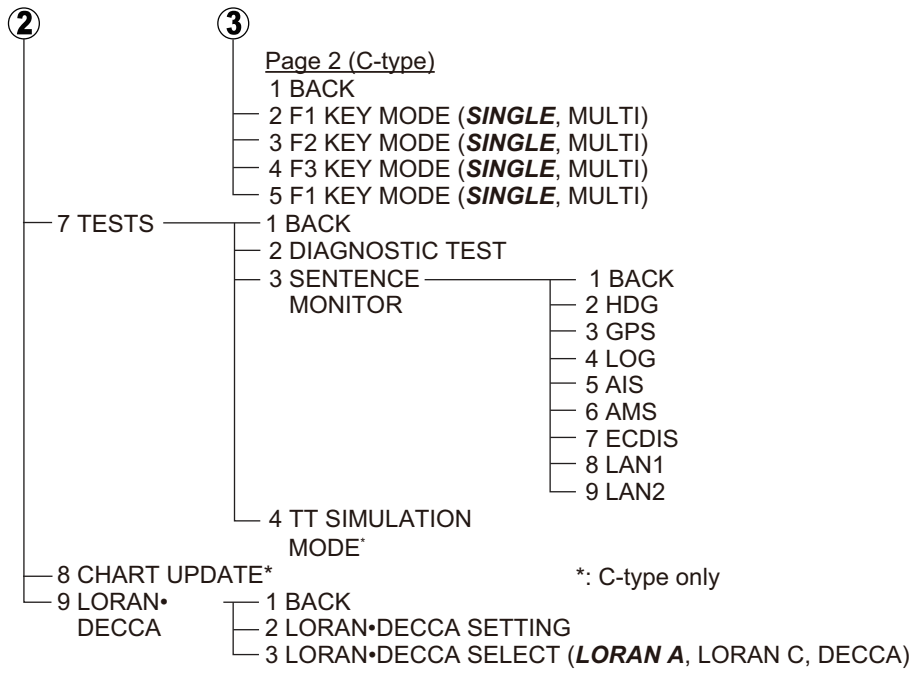 2 3
Page 2 (C-type)
1 BACK
2 F1 KEY MODE (SINGLE, MULTI)
3 F2 KEY MODE (SINGLE, MULTI)
4 F3 KEY MODE (SINGLE, MULTI)
5 F1 KEY MODE (SINGLE, MULTI)
7 TESTS
1 BACK
2 DIAGNOSTIC TEST
3 SENTENCE
MONITOR
1 BACK
2 HDG
3 GPS
4 LOG
5 AIS
6 AMS
7 ECDIS
8 LAN1
9 LAN2
4 TT SIMULATION
MODE*
8 CHART UPDATE*
*: C-type only
9 LORAN•
DECCA
1 BACK
2 LORAN•DECCA SETTING
3 LORAN•DECCA SELECT (LORAN A, LORAN C, DECCA)